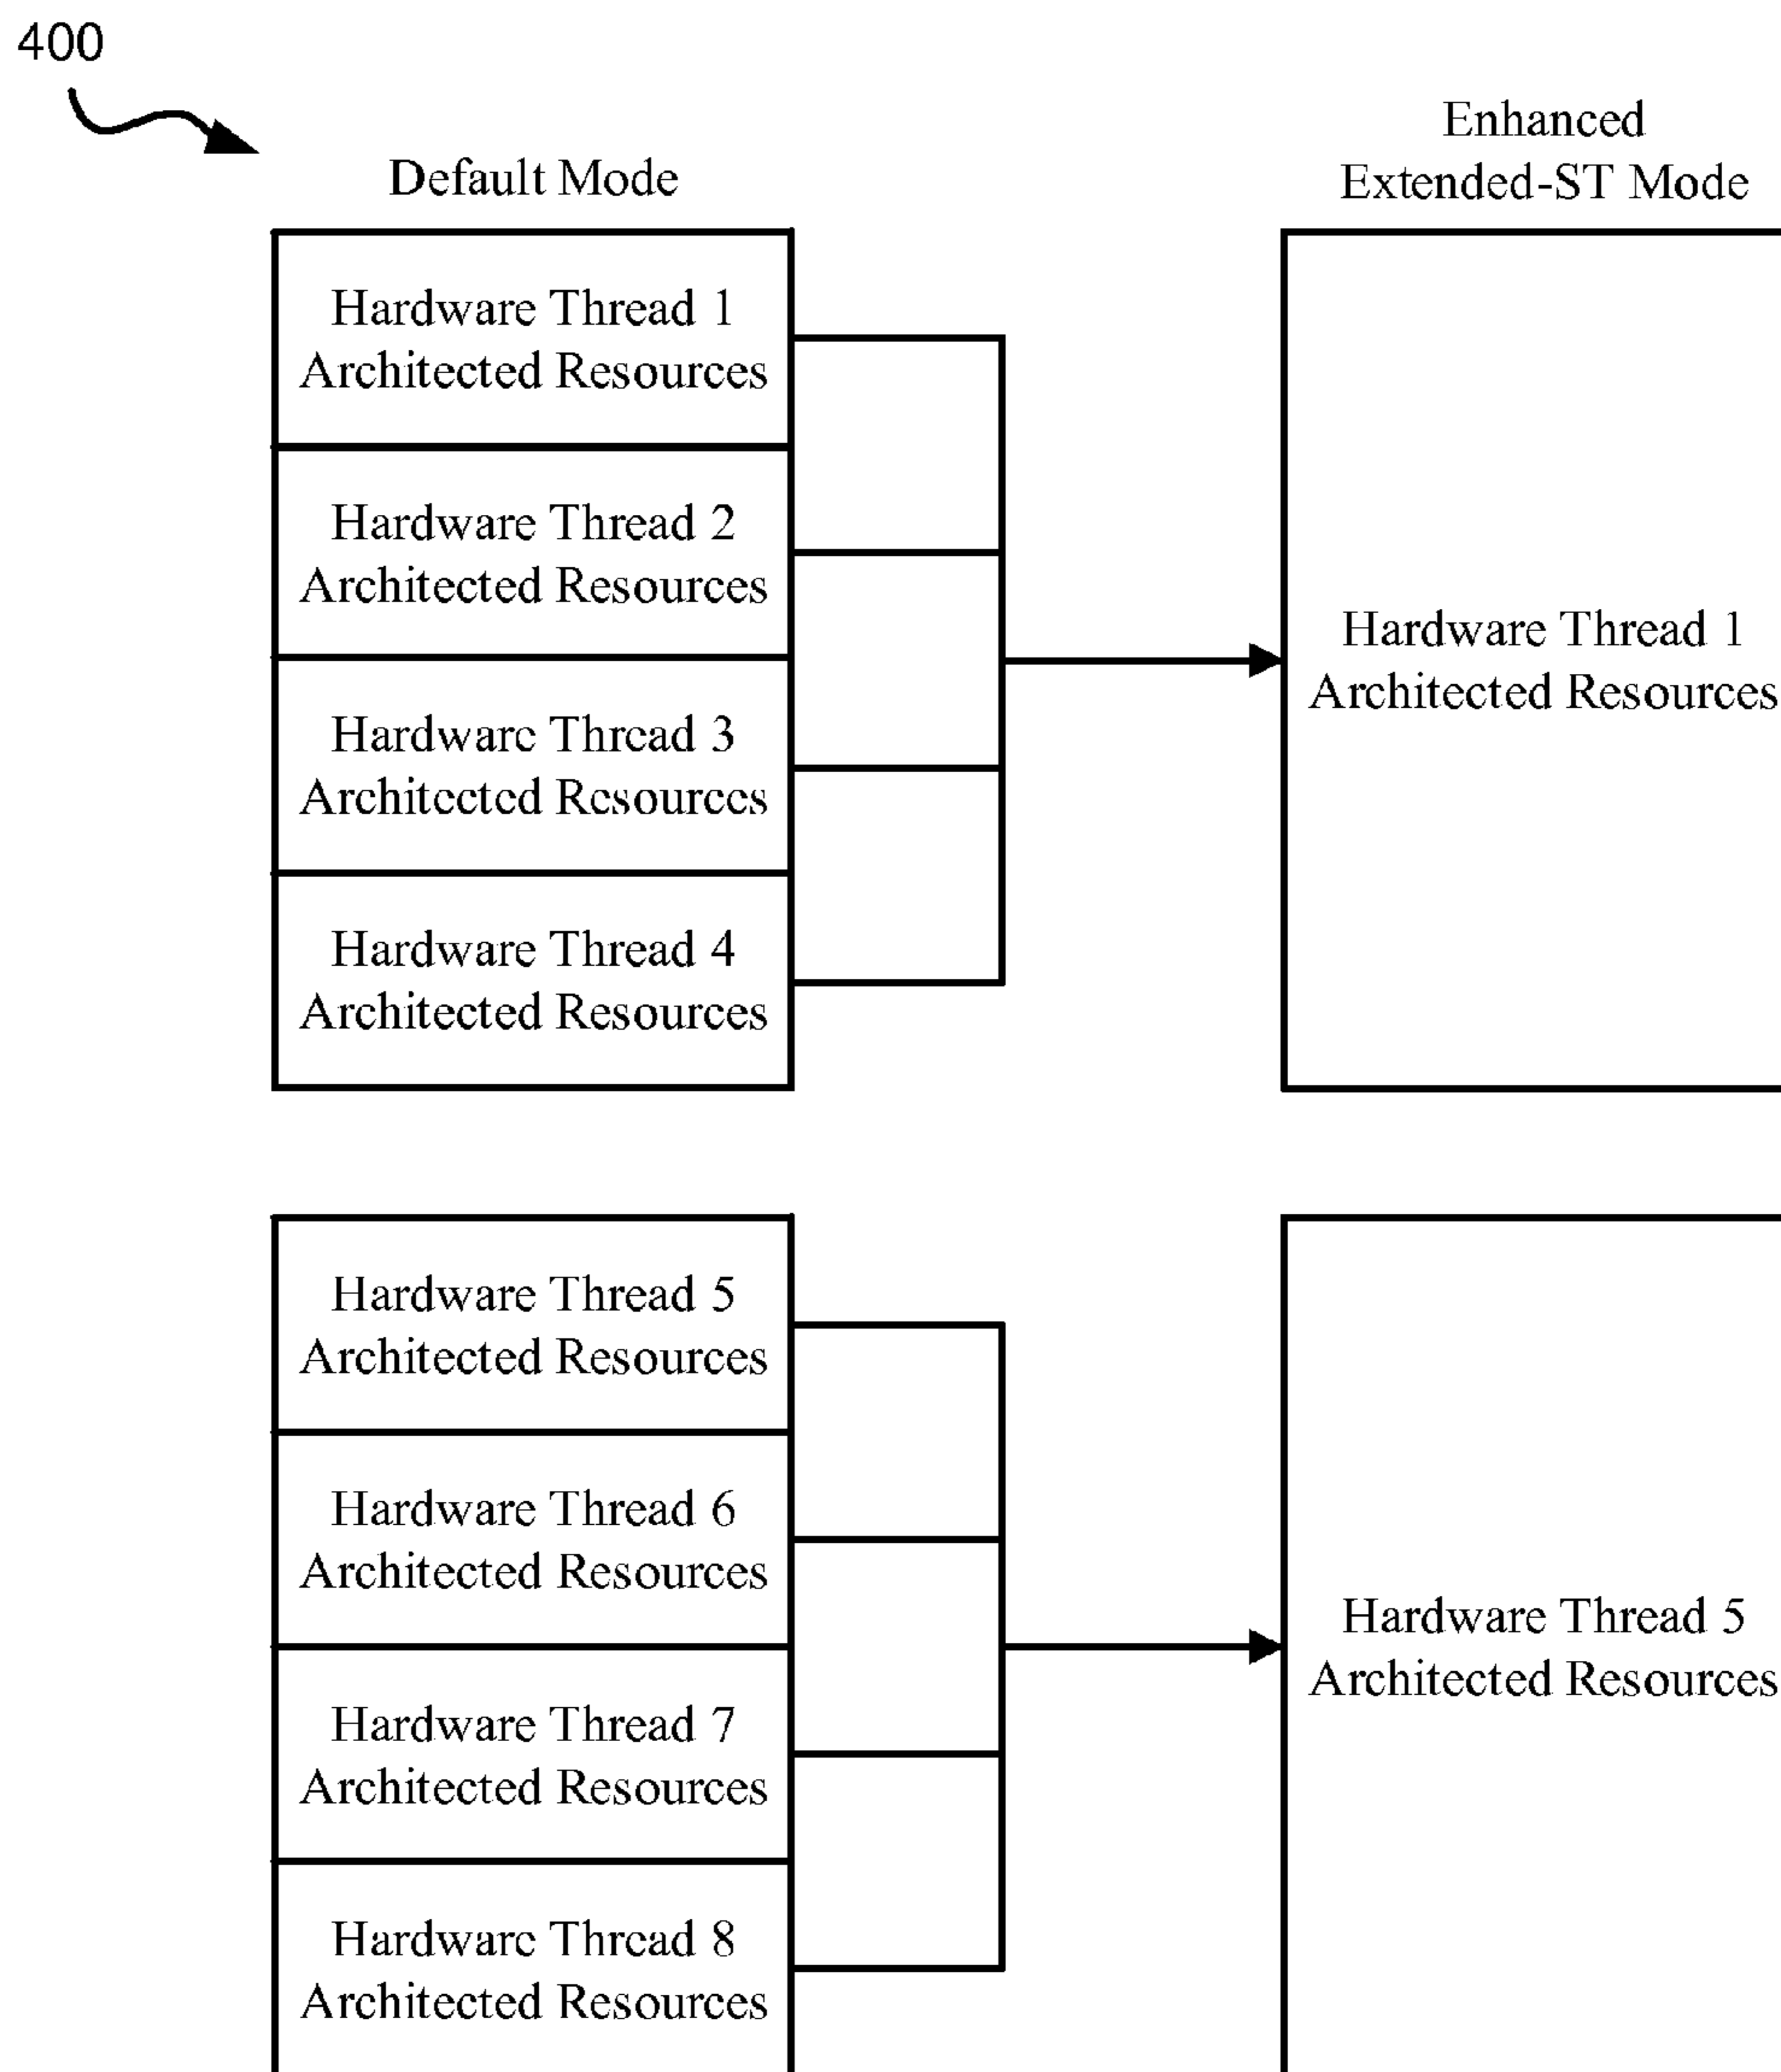 400
Default Mode
Enhanced
Extended-ST Mode
Hardware Thread 1
Architected Resources
Hardware Thread 2
Architected Resources
Hardware Thread 3
Architected Resources
Hardware Thread 4
Architected Resources
Hardware Thread 1
Architected Resources
Hardware Thread 5
Architected Resources
Hardware Thread 6
Architected Resources
Hardware Thread 7
Architected Resources
Hardware Thread 8
Architected Resources
Hardware Thread 5
Architected Resources